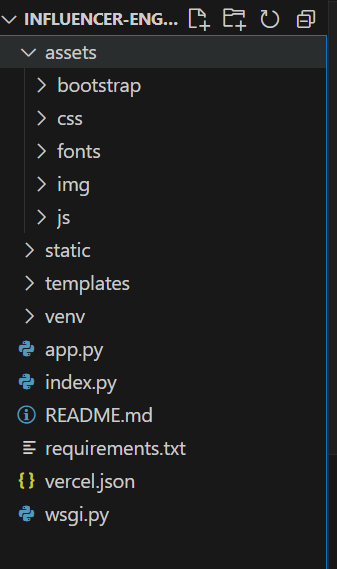 INFLUENCER-ENG...
assets
bootstrap
css
fonts
img
js
static
templates
venv
app.py
index.py
README.md
requirements.txt
{} vercel.json
wsgi.py